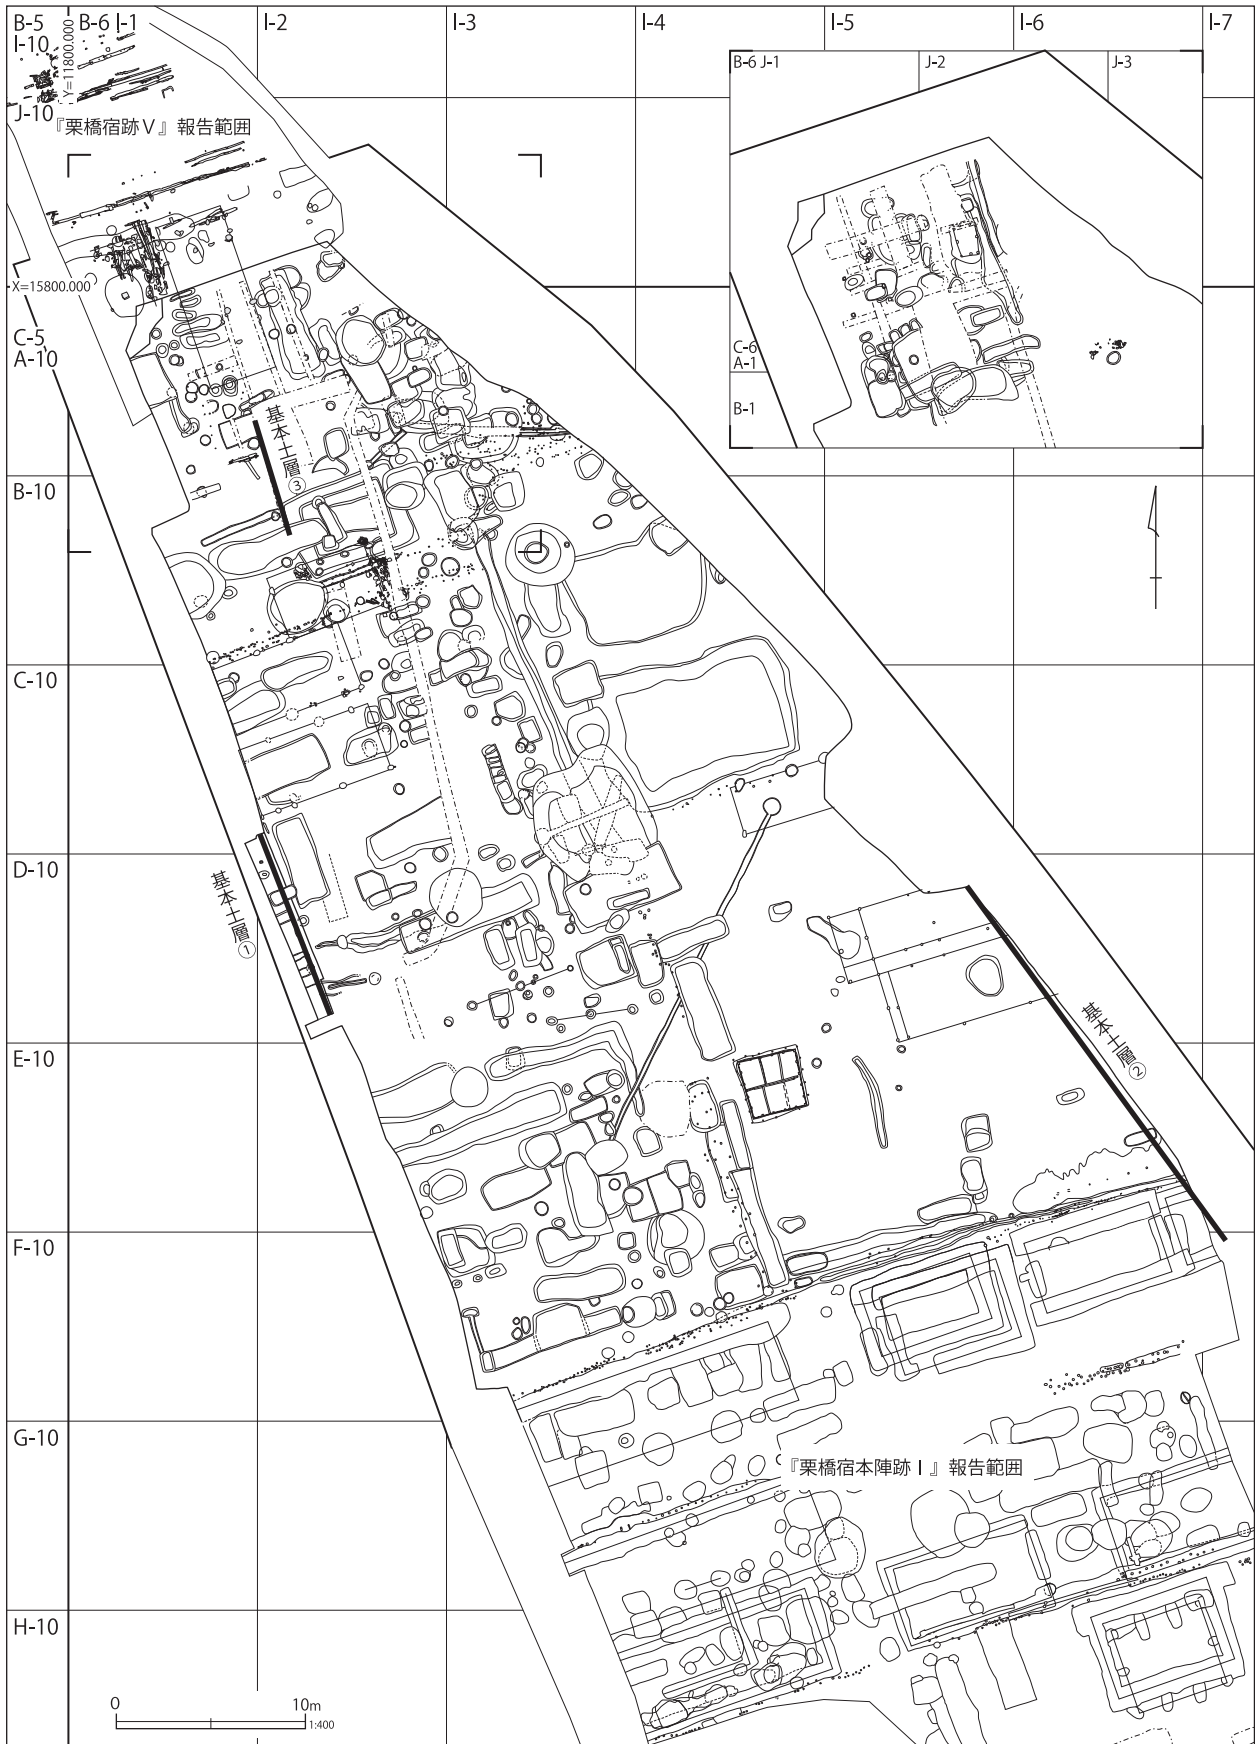 B-5
I-10
B-6 I-1
I-2
I-3
I-4
I-5
I-6
I-7
Y=11800.000
J-10
『栗橋宿跡Ⅴ』報告範囲
X=15800.000
C-5
A-10
B-6 J-1
J-2
J-3
C-6
A-1
B-1
基本土層③
B-10
C-10
D-10
基本土層①
基本土層②
E-10
F-10
G-10
『栗橋宿本陣跡Ⅰ』報告範囲
H-10
0 10m
1:400